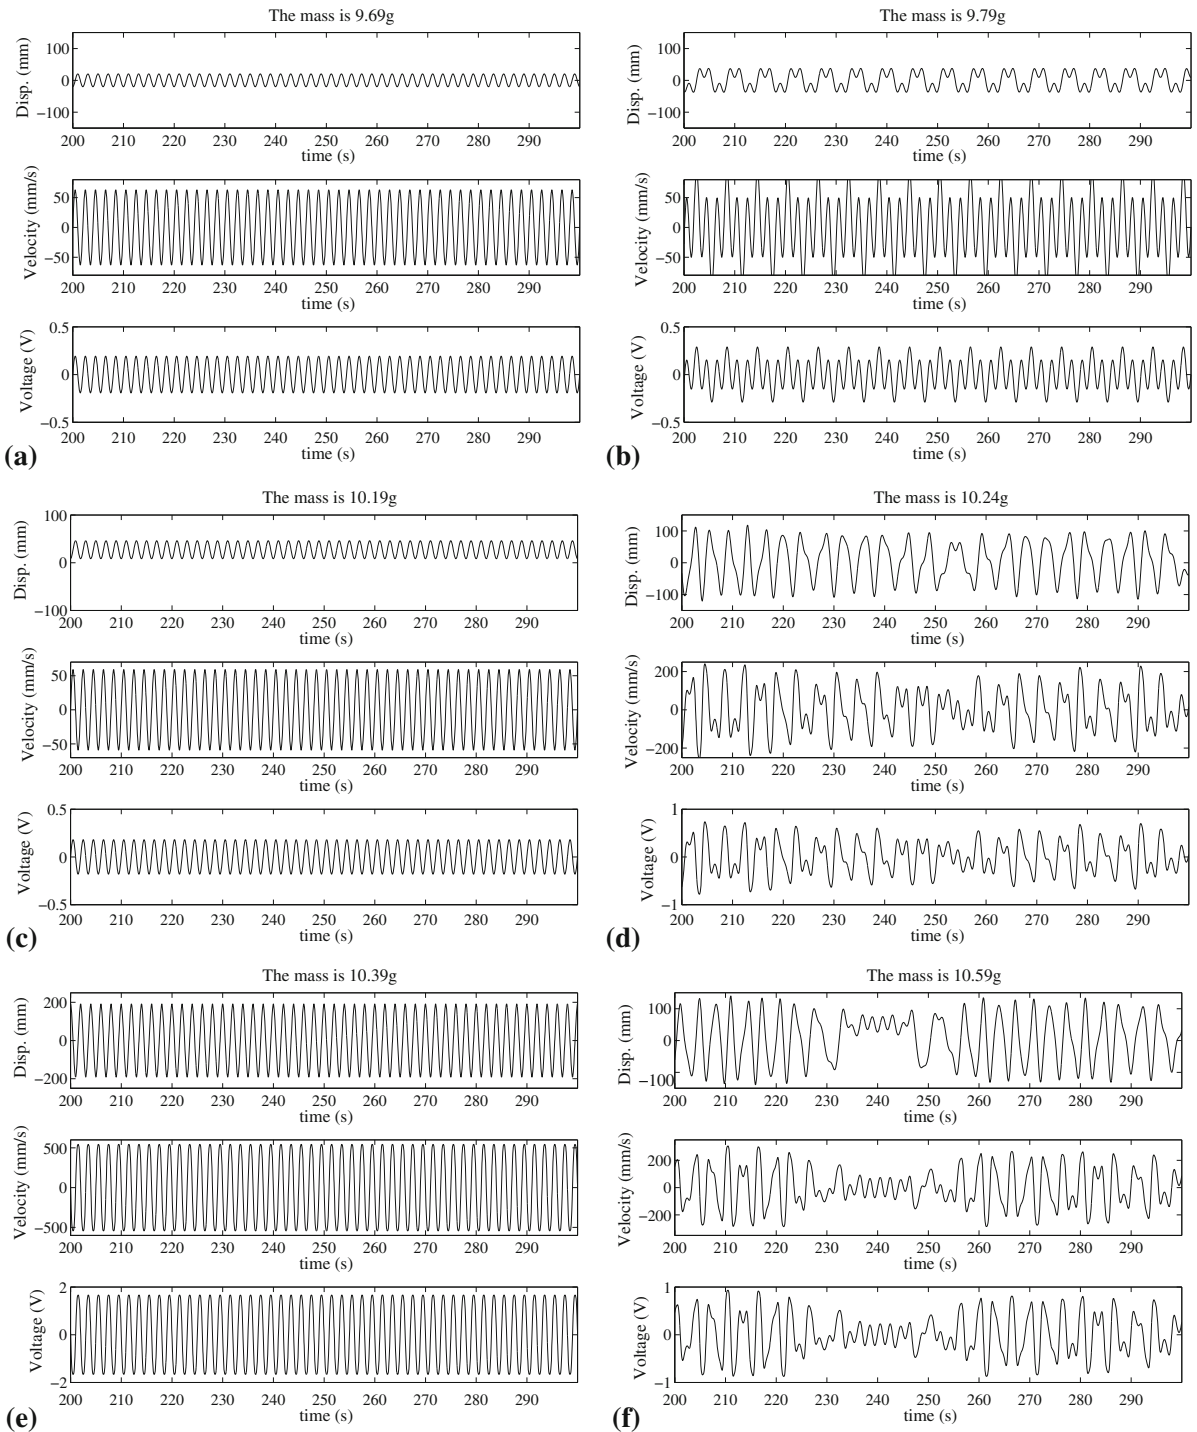 The mass is 9.69g
100
0
−100
Disp. (mm)
200 210 220 230 240 250 260 270 280 290
time (s)
50
0
−50
Velocity (mm/s)
200 210 220 230 240 250 260 270 280 290
time (s)
0.5
0
−0.5
Voltage (V)
200 210 220 230 240 250 260 270 280 290
time (s)
(a)
The mass is 9.79g
100
0
−100
Disp. (mm)
200 210 220 230 240 250 260 270 280 290
time (s)
50
0
−50
Velocity (mm/s)
200 210 220 230 240 250 260 270 280 290
time (s)
0.5
0
−0.5
Voltage (V)
200 210 220 230 240 250 260 270 280 290
time (s)
(b)
The mass is 10.19g
100
0
−100
Disp. (mm)
200 210 220 230 240 250 260 270 280 290
time (s)
50
0
−50
Velocity (mm/s)
200 210 220 230 240 250 260 270 280 290
time (s)
0.5
0
−0.5
Voltage (V)
200 210 220 230 240 250 260 270 280 290
time (s)
(c)
The mass is 10.24g
100
0
−100
Disp. (mm)
200 210 220 230 240 250 260 270 280 290
time (s)
200
0
−200
Velocity (mm/s)
200 210 220 230 240 250 260 270 280 290
time (s)
1
0
−1
Voltage (V)
200 210 220 230 240 250 260 270 280 290
time (s)
(d)
The mass is 10.39g
200
0
−200
Disp. (mm)
200 210 220 230 240 250 260 270 280 290
time (s)
500
0
−500
Velocity (mm/s)
200 210 220 230 240 250 260 270 280 290
time (s)
2
0
−2
Voltage (V)
200 210 220 230 240 250 260 270 280 290
time (s)
(e)
The mass is 10.59g
100
0
−100
Disp. (mm)
200 210 220 230 240 250 260 270 280 290
time (s)
200
0
−200
Velocity (mm/s)
200 210 220 230 240 250 260 270 280 290
time (s)
1
0
−1
Voltage (V)
200 210 220 230 240 250 260 270 280 290
time (s)
(f)